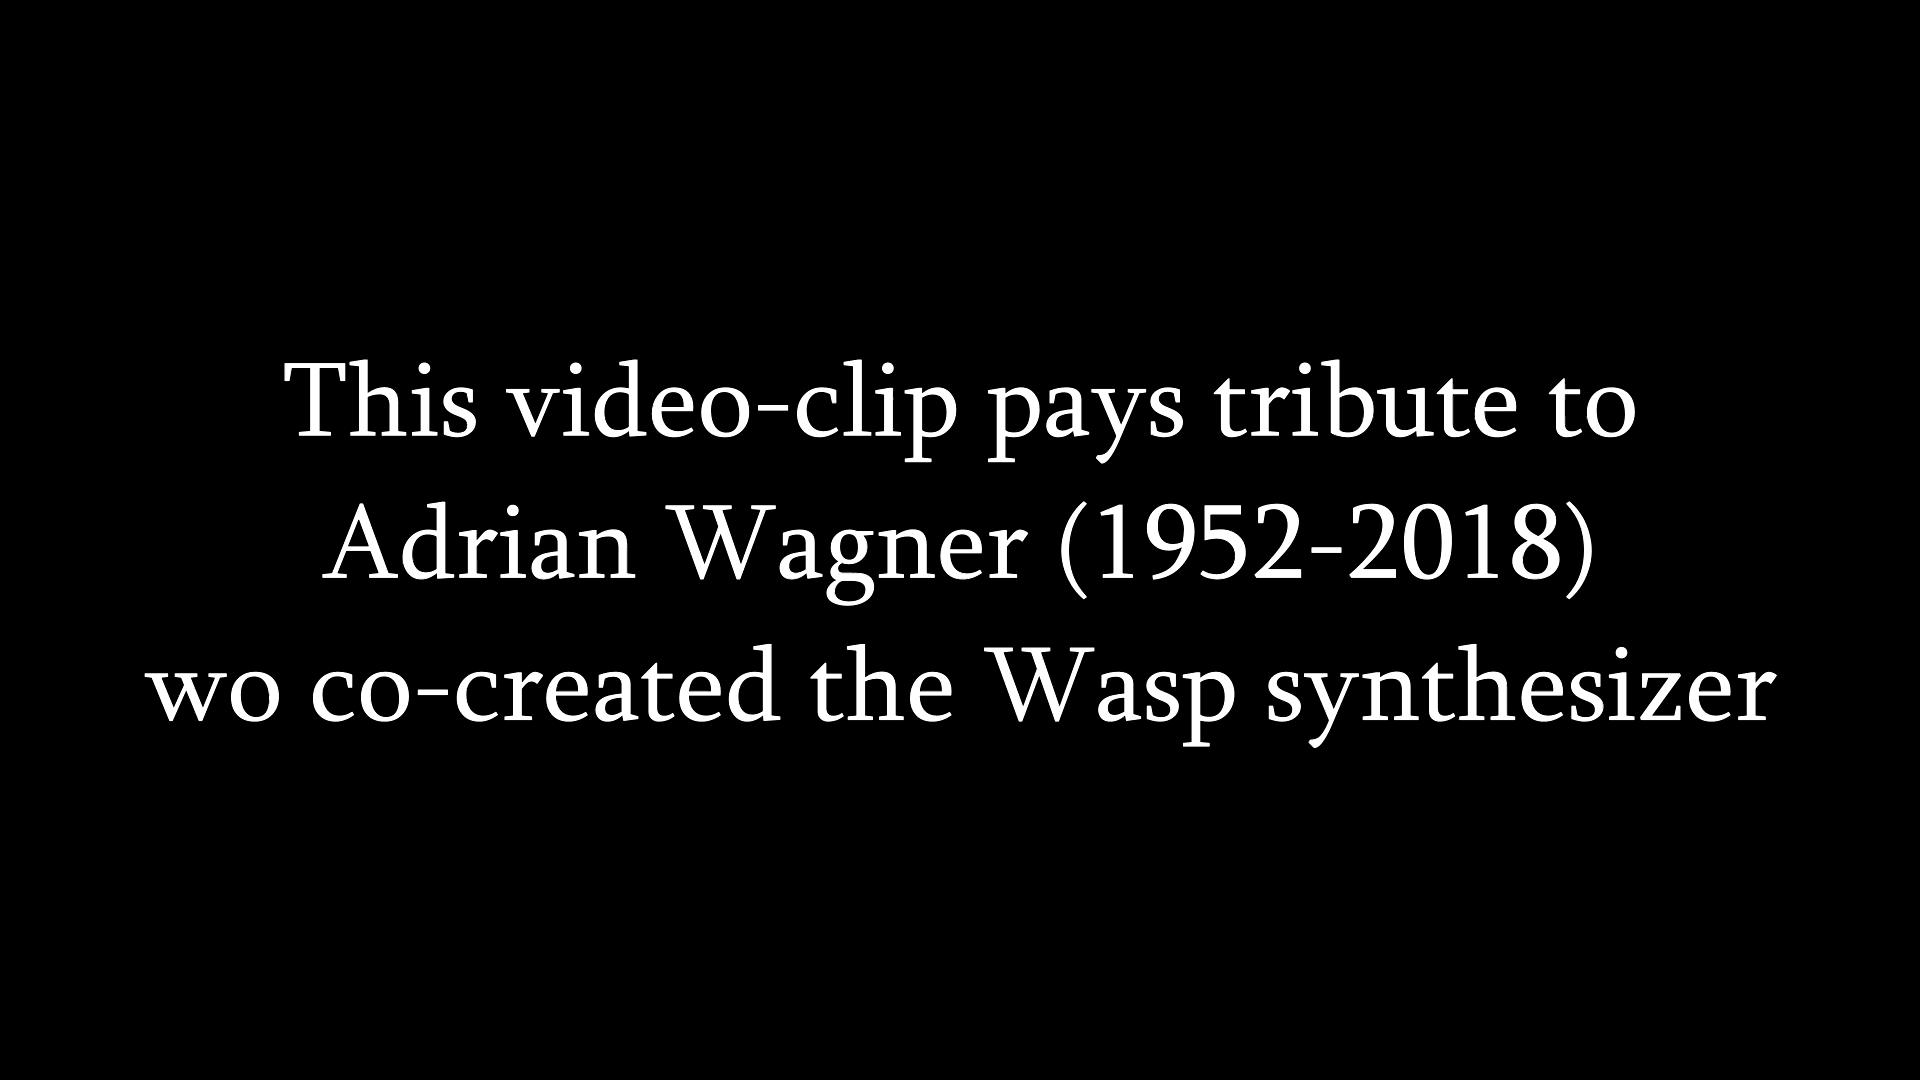 This video-clip pays tribute to
Adrian Wagner (1952-2018)
wo co-created the Wasp synthesizer